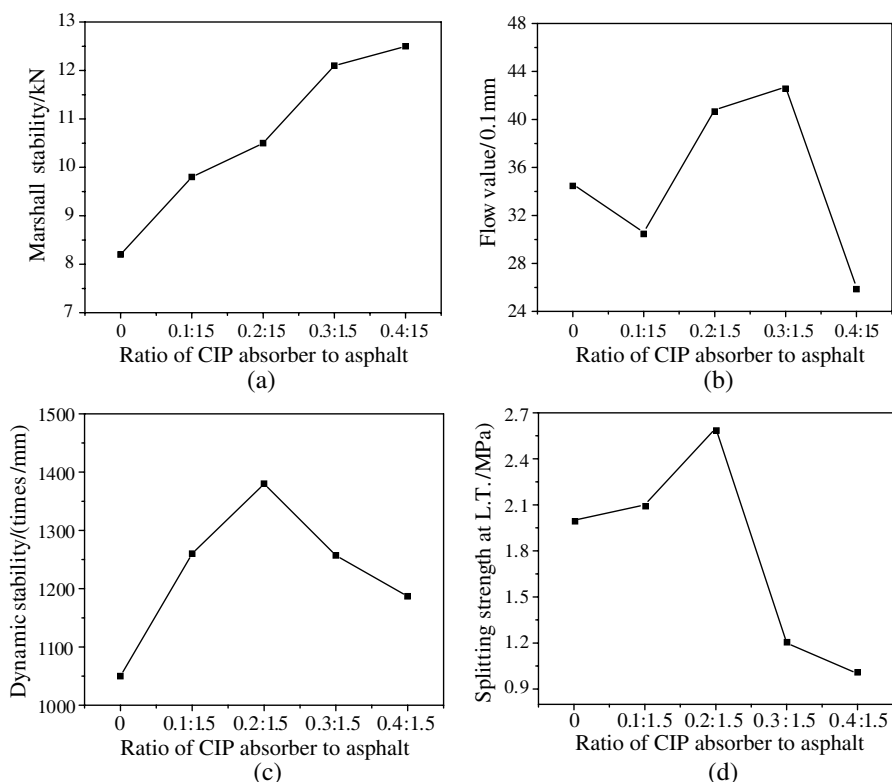 Marshall stability/kN
13
12
11
10
9
8
7
0 0.1:15 0.2:15 0.3:1.5 0.4:15
Ratio of CIP absorber to asphalt
(a)
Flow value/0.1mm
48
44
40
36
32
28
24
0 0.1:15 0.2:1.5 0.3:1.5 0.4:15
Ratio of CIP absorber to asphalt
(b)
Dynamic stability/(times/mm)
1500
1400
1300
1200
1100
1000
0 0.1:1.5 0.2:1.5 0.3:1.5 0.4:1.5
Ratio of CIP absorber to asphalt
(c)
Splitting strength at L.T./MPa)
2.7
2.4
2.1
1.8
1.5
1.2
0.9
0 0.1:1.5 0.2:1.5 0.3:1.5 0.4:1.5
Ratio of CIP absorber to asphalt
(d)